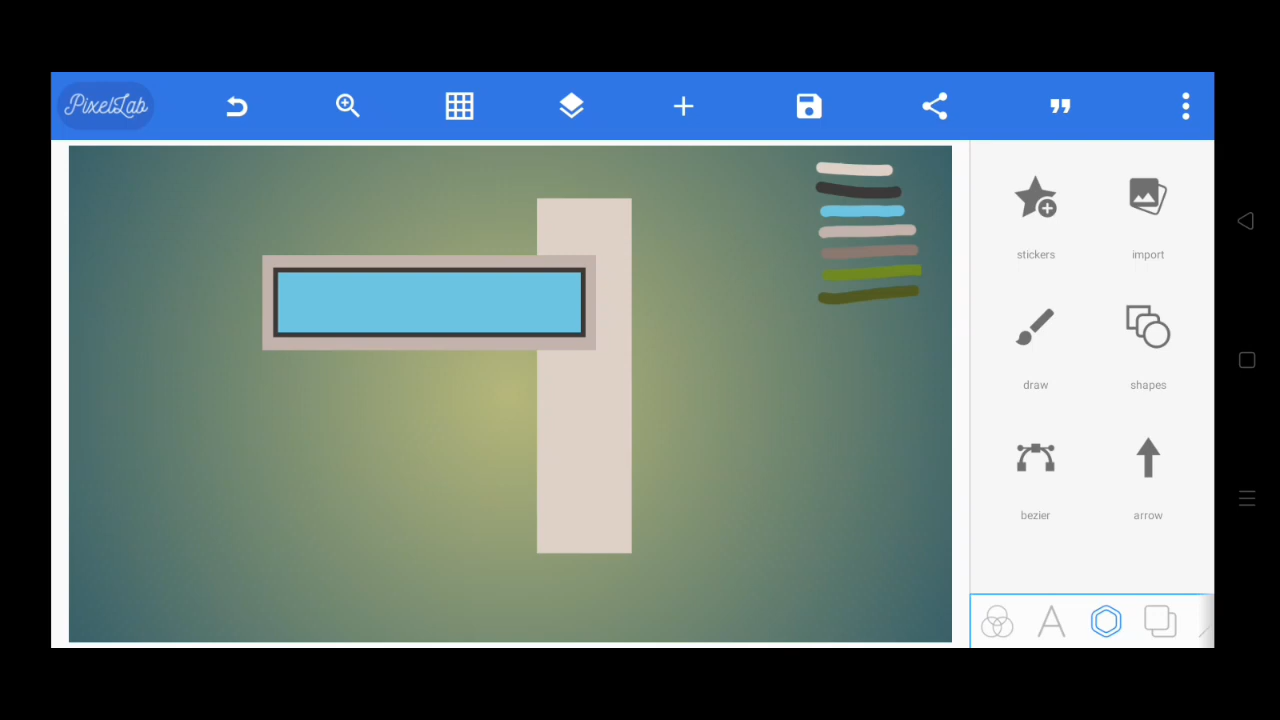 PixelLab
stickers
import
draw
shapes
bezier
arrow